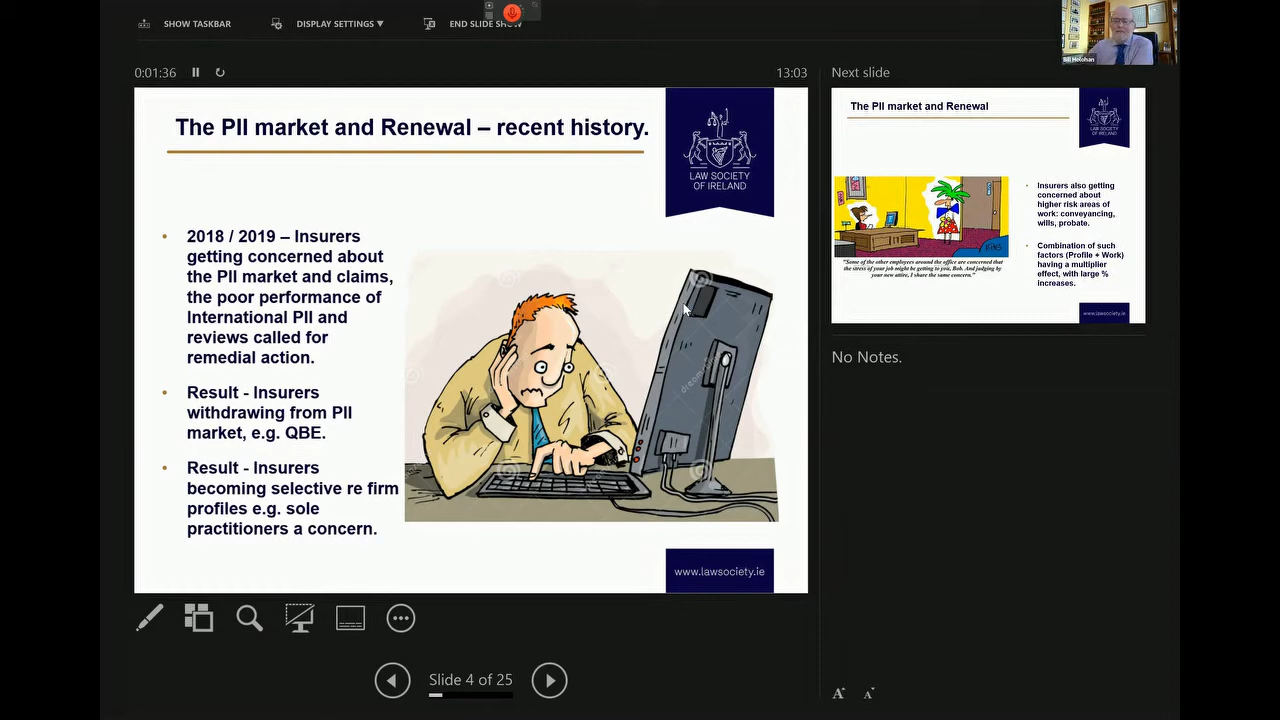 SHOW TASKBAR
DISPLAY SETTINGS ▼
END SLIDE SHOW
0:01:36
13:03
Next slide
The PII market and Renewal – recent history.
LAW SOCIETY
OF IRELAND
• 2018 / 2019 – Insurers
getting concerned about
the PII market and claims,
the poor performance of
International PII and
reviews called for
remedial action.
• Result - Insurers
withdrawing from PII
market, e.g. QBE.
• Result - Insurers
becoming selective re firm
profiles e.g. sole
practitioners a concern.
www.lawsociety.ie
Slide 4 of 25
Bill Holohan
The PII market and Renewal
LAW SOCIETY
OF IRELAND
"Some of the other employees around the office are concerned that
the stress of your job might be getting to you, Bob. And judging by
your new attire, I share the same concern."
• Insurers also getting
concerned about
higher risk areas of
work: conveyancing,
wills, probate.
• Combination of such
factors (Profile + Work)
having a multiplier
effect, with large %
increases.
www.lawsociety.ie
No Notes.
A A